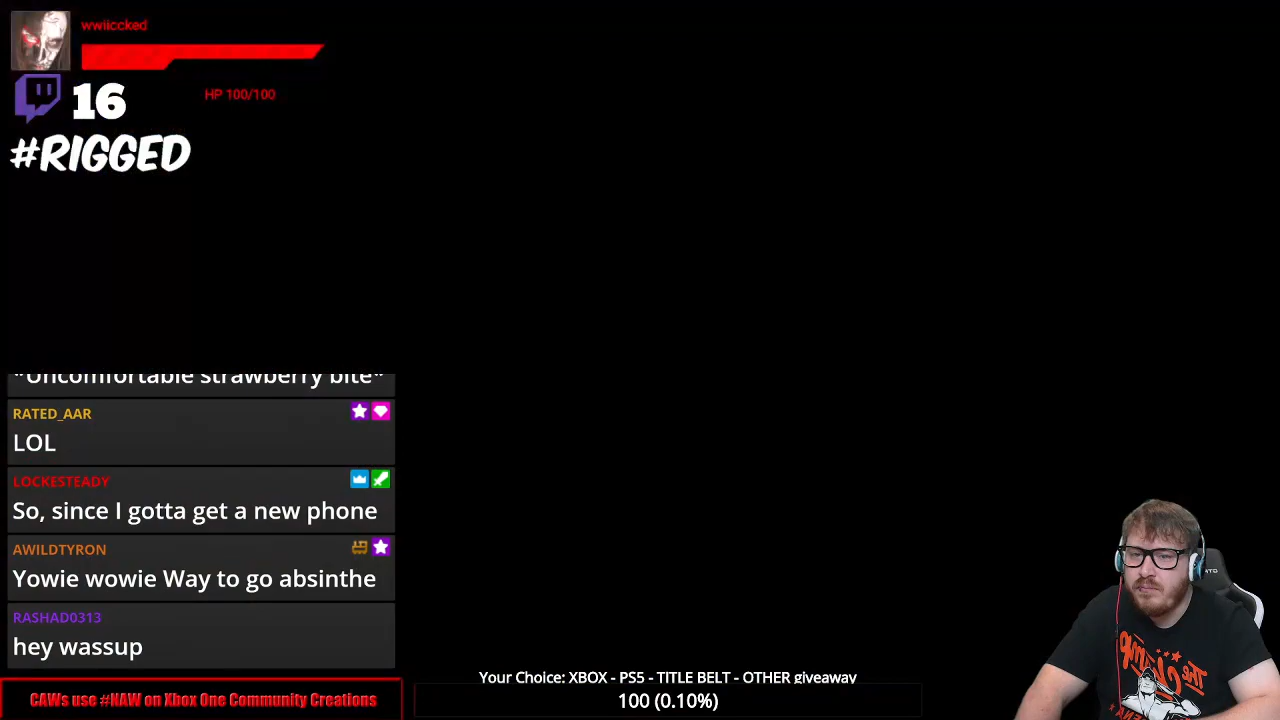 wwiiccked
16
HP 100/100
#RIGGED
"Uncomfortable strawberry bite"
RATED_AAR
LOL
LOCKESTEADY
So, since I gotta get a new phone
AWILDTYRON
Yowie wowie Way to go absinthe
RASHAD0313
hey wassup
CAWs use #NAW on Xbox One Community Creations
Your Choice: XBOX - PS5 - TITLE BELT - OTHER giveaway
100 (0.10%)